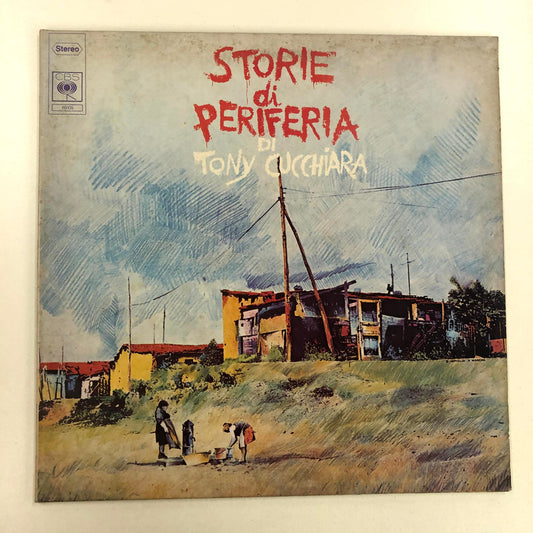 Stereo
CBS
STORIE
di
PERIFERIA
DI
TONY CUCCHIARA